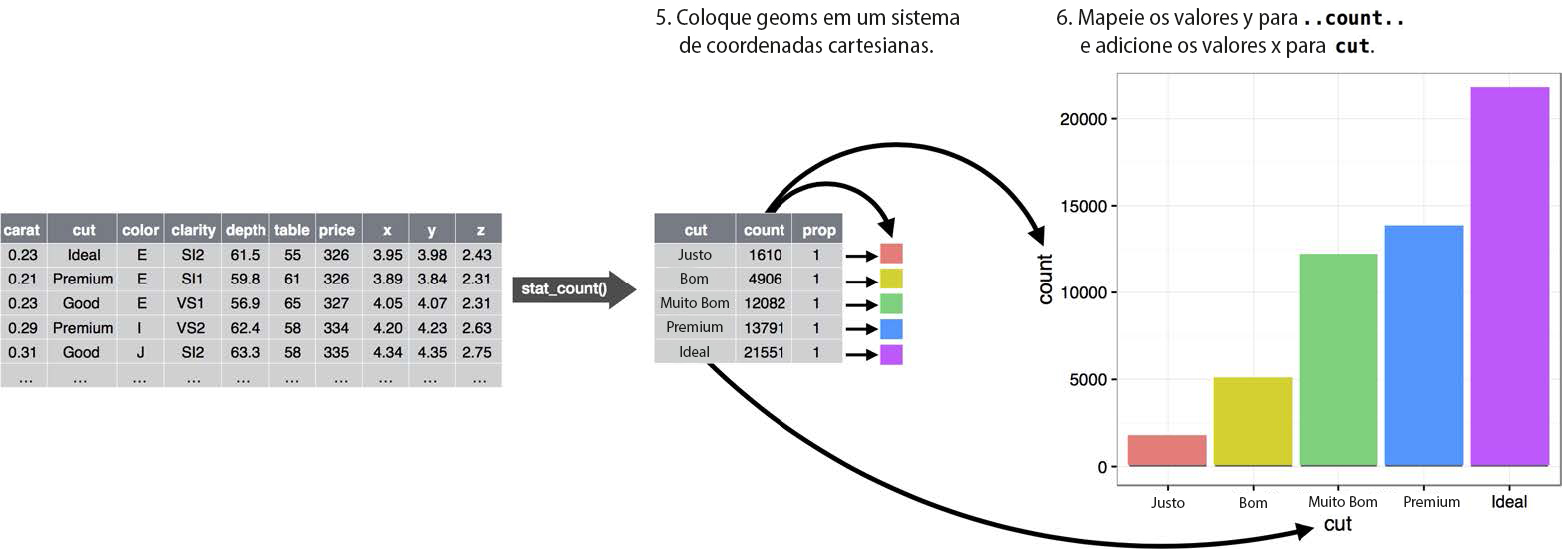 5. Coloque geoms em um sistema
de coordenadas cartesianas.
6. Mapeie os valores y para ..count..
e adicione os valores x para cut.
carat cut color clarity depth table price x y z
0.23 Ideal E SI2 61.5 55 326 3.95 3.98 2.43
0.21 Premium E SI1 59.8 61 326 3.89 3.84 2.31
0.23 Good E VS1 56.9 65 327 4.05 4.07 2.31
0.29 Premium I VS2 62.4 58 334 4.20 4.23 2.63
0.31 Good J SI2 63.3 58 335 4.34 4.35 2.75
... ... ... ... ... ... ... ... ... ...
stat_count()
cut count prop
Justo 1610 1
Bom 4906 1
Muito Bom 12082 1
Premium 13791 1
Ideal 21551 1
20000
15000
10000
5000
0
count
Justo Bom Muito Bom Premium Ideal
cut